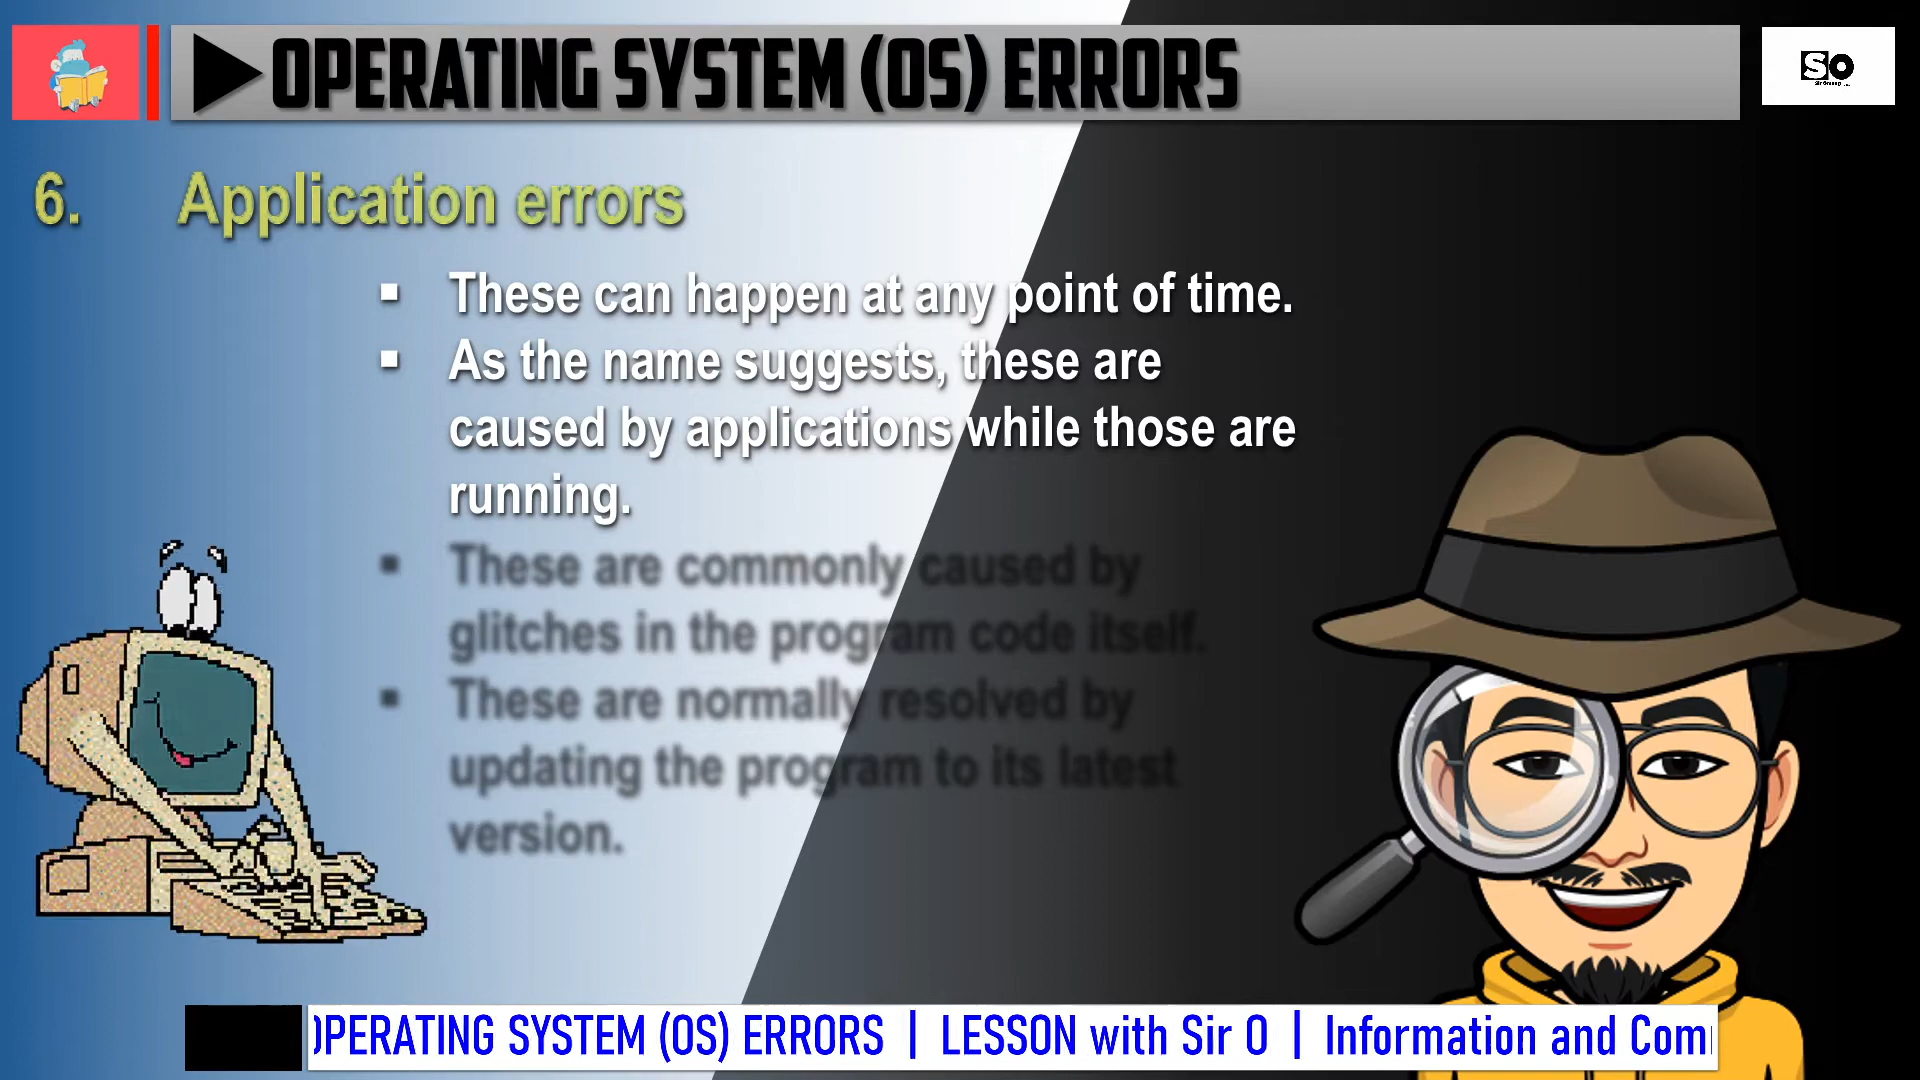 OPERATING SYSTEM (OS) ERRORS
SO
6. Application errors
▪ These can happen at any point of time.
▪ As the name suggests, these are
caused by applications while those are
running.
▪ These are commonly caused by
glitches in the program code itself.
▪ These are normally resolved by
updating the program to its latest
version.
OPERATING SYSTEM (OS) ERRORS | LESSON with Sir O | Information and Com